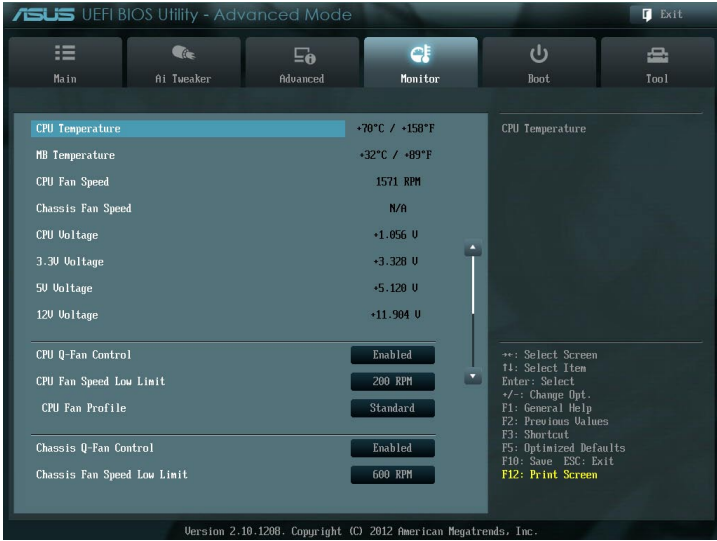 ASUS UEFI BIOS Utility - Advanced Mode
Exit
Main
Ai Tweaker
Advanced
Monitor
Boot
Tool
CPU Temperature +70°C / +158°F
MB Temperature +32°C / +89°F
CPU Fan Speed 1571 RPM
Chassis Fan Speed N/A
CPU Voltage +1.056 V
3.3V Voltage +3.328 V
5V Voltage +5.120 V
12V Voltage +11.904 V
CPU Q-Fan Control Enabled
CPU Fan Speed Low Limit 200 RPM
CPU Fan Profile Standard
Chassis Q-Fan Control Enabled
Chassis Fan Speed Low Limit 600 RPM
CPU Temperature
→←: Select Screen
↑↓: Select Item
Enter: Select
+/-: Change Opt.
F1: General Help
F2: Previous Values
F3: Shortcut
F5: Optimized Defaults
F10: Save ESC: Exit
F12: Print Screen
Version 2.10.1208. Copyright (C) 2012 American Megatrends, Inc.